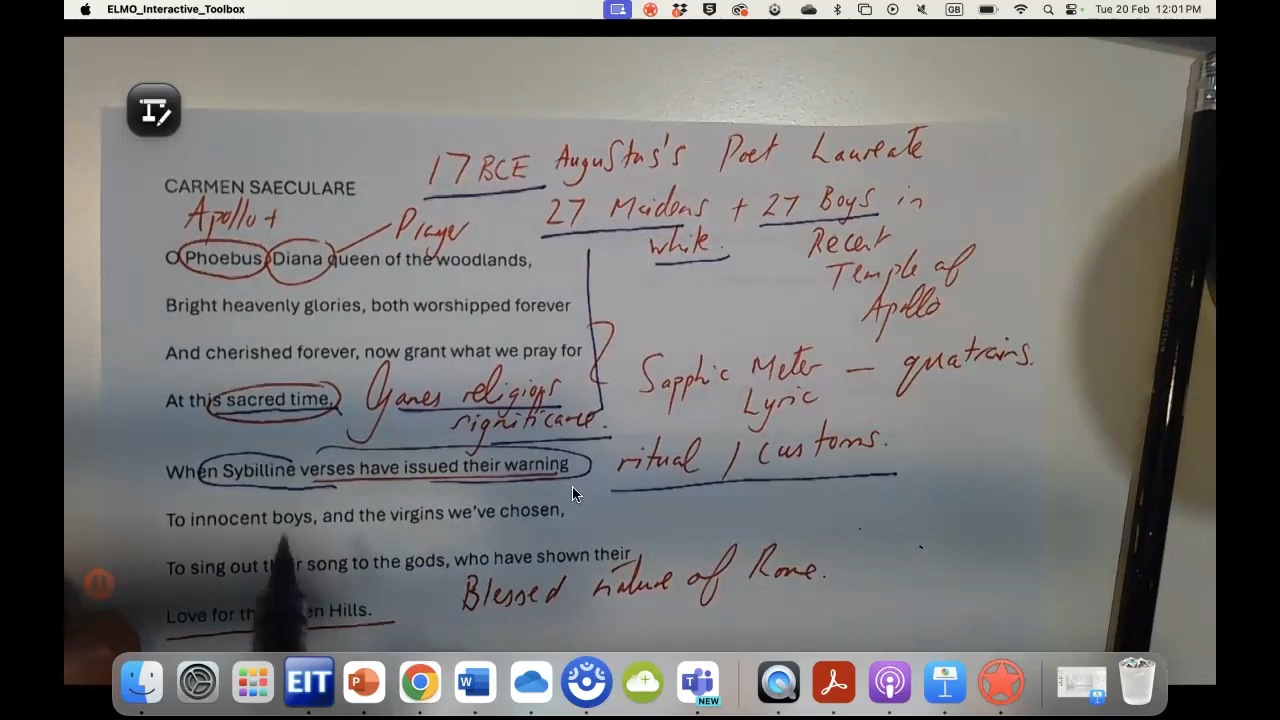 ELMO_Interactive_Toolbox
GB
Tue 20 Feb 12:01PM
17 BCE Augustus's Poet Laureate
CARMEN SAECULARE
27 Maidens + 27 Boys in
white.
Apollo +
Prayer
Recent
Temple of
Apollo
O Phoebus, Diana queen of the woodlands,
Bright heavenly glories, both worshipped forever
And cherished forever, now grant what we pray for
Sapphic Meter – quatrains.
Lyric
At this sacred time,
Games religious
significance.
ritual / customs.
When Sybilline verses have issued their warning
To innocent boys, and the virgins we've chosen,
To sing out their song to the gods, who have shown their
Blessed nature of Rome.
Love for Hills.
EIT
P
W
NEW